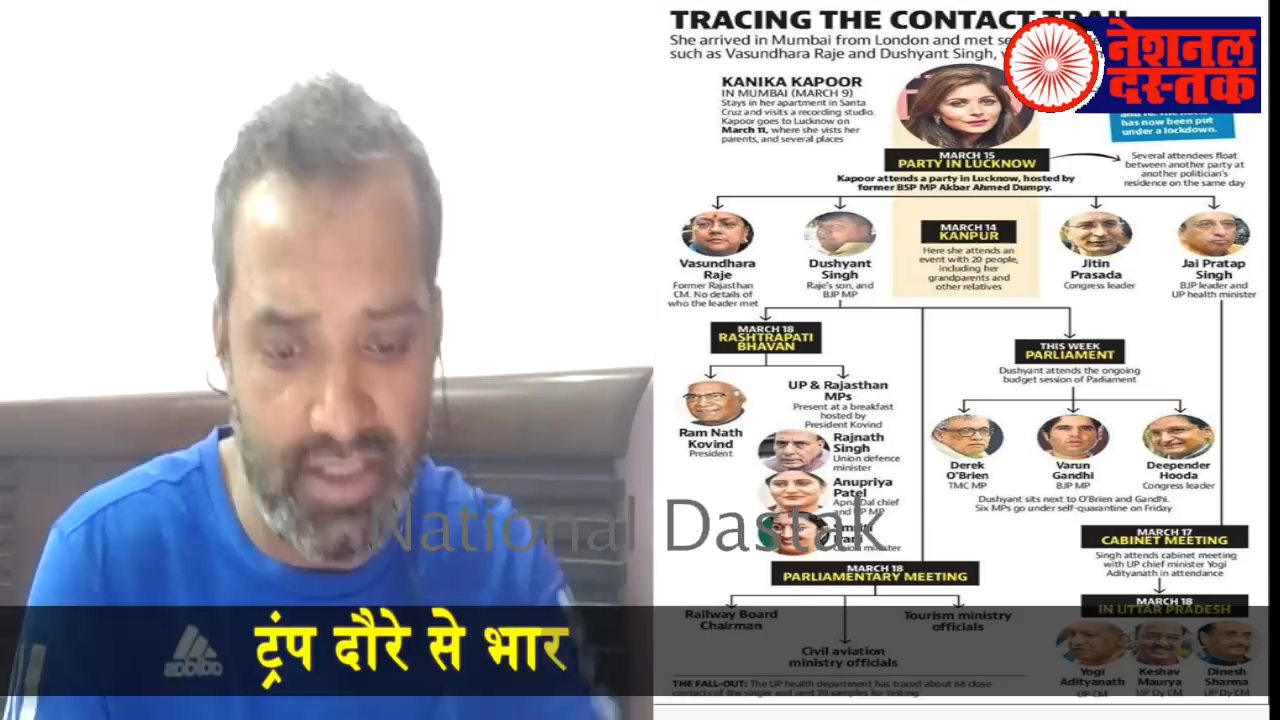 TRACING THE CONTACT
She arrived in Mumbai from London and met
such as Vasundhara Raje and Dushyant Singh,
नेशनल
दस्तक
KANIKA KAPOOR
IN MUMBAI (MARCH 9)
Stays in her apartment in Santa
Cruz and visits a recording studio.
Kapoor goes to Lucknow on
March 11, where she vists her
parents, and several places
has now been put
under a lockdown.
MARCH 15
PARTY IN LUCKNOW
Kapoor attends a party in Lucknow, hosted by
former BSP MP Akbar Ahmed Dumpy.
Several attendees float
between another party at
another politician's
residence on the same day
Vasundhara
Raje
Former Rajasthan
CM. No details of
who the leader met
Dushyant
Singh
Raje's son, and
BJP MP
MARCH 14
KANPUR
Here she attends an
event with 20 people,
including her
grandparents and
other relatives
Jitin
Prasada
Congress leader
Jai Pratap
Singh
BJP leader and
UP health minister
MARCH 18
RASHTRAPATI
BHAVAN
THIS WEEK
PARLIAMENT
Dushyant attends the ongoing
budget session of Parliament
Ram Nath
Kovind
President
UP & Rajasthan
MPs
Present at a breakfast
hosted by
President Kovind
Rajnath
Singh
Union defence
minister
Anupriya
Patel
Apna Dal chief
and UP MP
Union minister
Derek
O'Brien
TMC MP
Varun
Gandhi
BJP MP
Deepender
Hooda
Congress leader
Dushyant sits next to O'Brien and Gandhi.
Six MPs go under self-quarantine on Friday
National Dastak
MARCH 17
CABINET MEETING
Singh attends cabinet meeting
with UP chief minister Yogi
Adityanath in attendance
MARCH 18
PARLIAMENTARY MEETING
Railway Board
Chairman
Civil aviation
ministry officials
Tourism ministry
officials
MARCH 18
IN UTTAR PRADESH
Yogi
Adityanath
UP CM
Keshav
Maurya
UP Dy CM
Dinesh
Sharma
UP Dy CM
THE FALL-OUT: The UP health department has traced about 68 close
contacts of the singer and sent 20 samples for testing
adidas
ट्रंप दौरे से भार